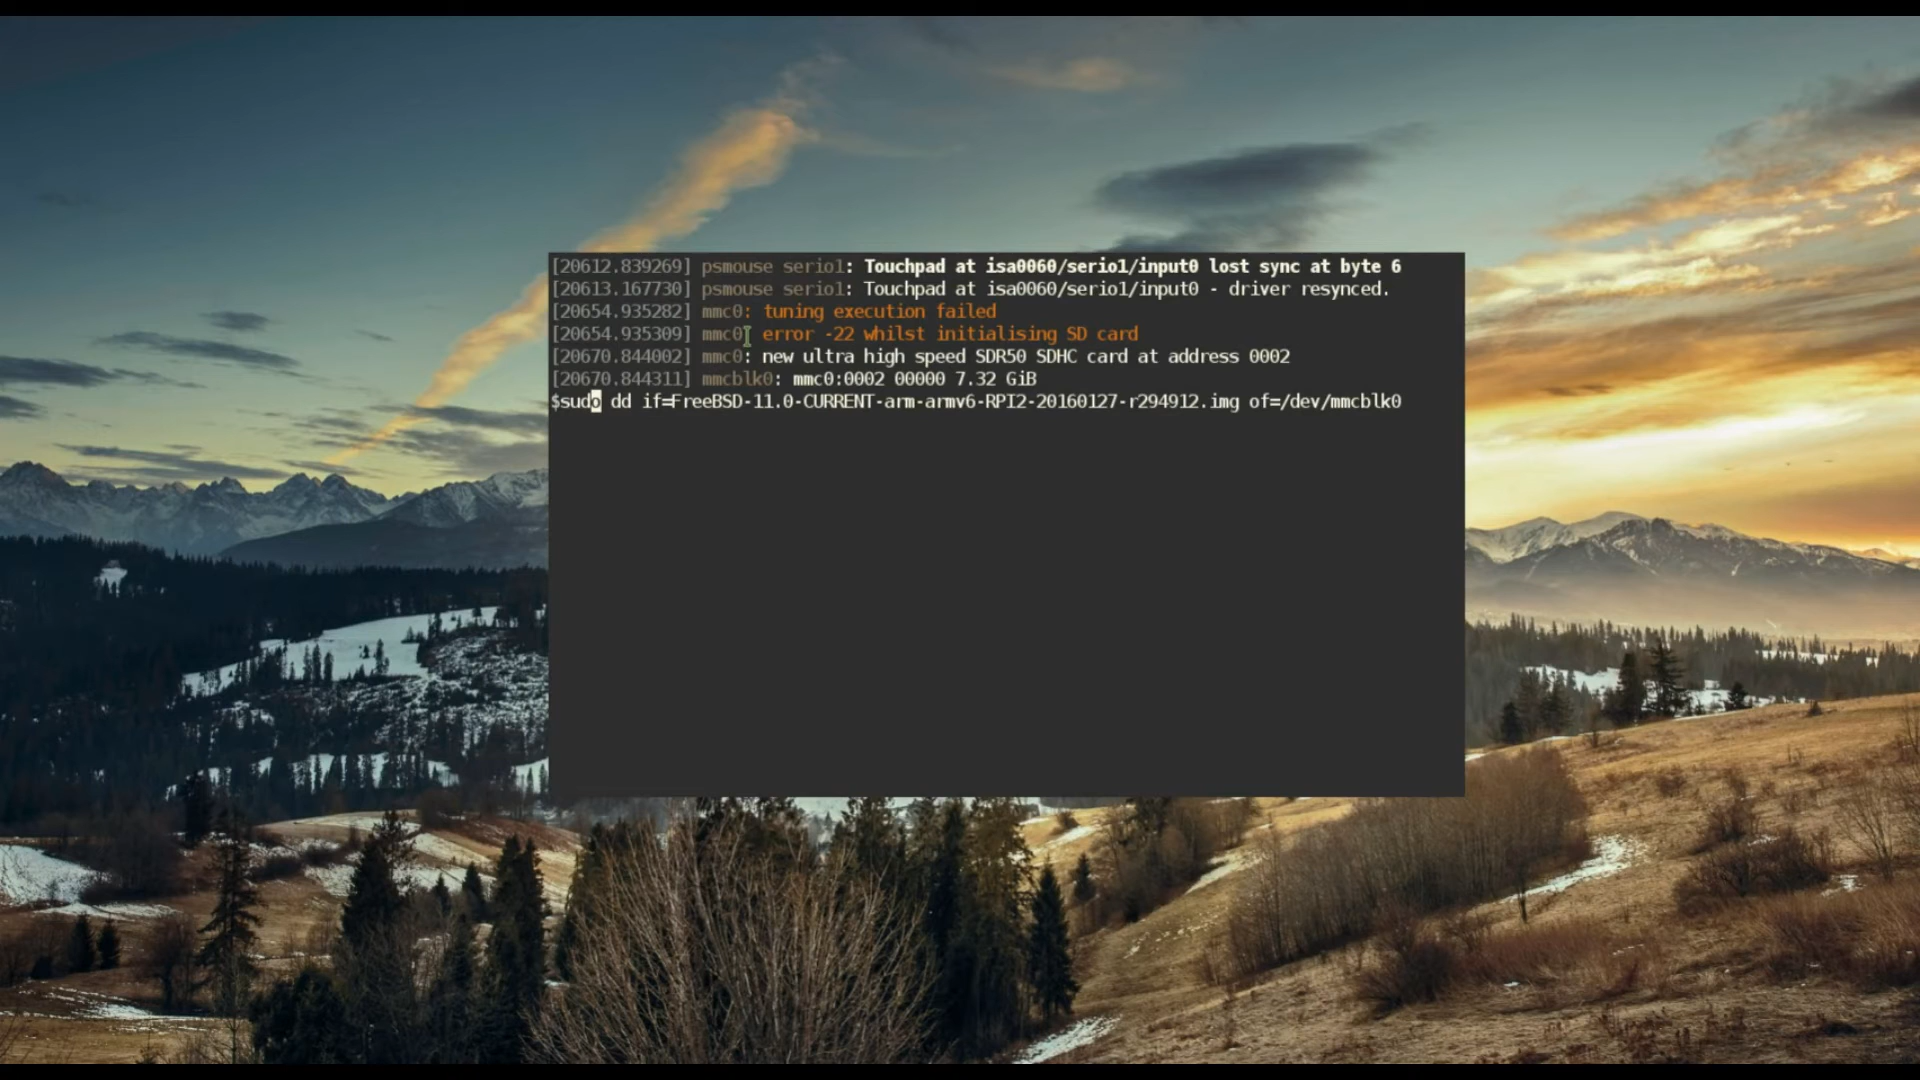 [20612.839269] psmouse serio1: Touchpad at isa0060/serio1/input0 lost sync at byte 6
[20613.167730] psmouse serio1: Touchpad at isa0060/serio1/input0 - driver resynced.
[20654.935282] mmc0: tuning execution failed
[20654.935309] mmc0: error -22 whilst initialising SD card
[20670.844002] mmc0: new ultra high speed SDR50 SDHC card at address 0002
[20670.844311] mmcblk0: mmc0:0002 00000 7.32 GiB
$sudo dd if=FreeBSD-11.0-CURRENT-arm-armv6-RPI2-20160127-r294912.img of=/dev/mmcblk0